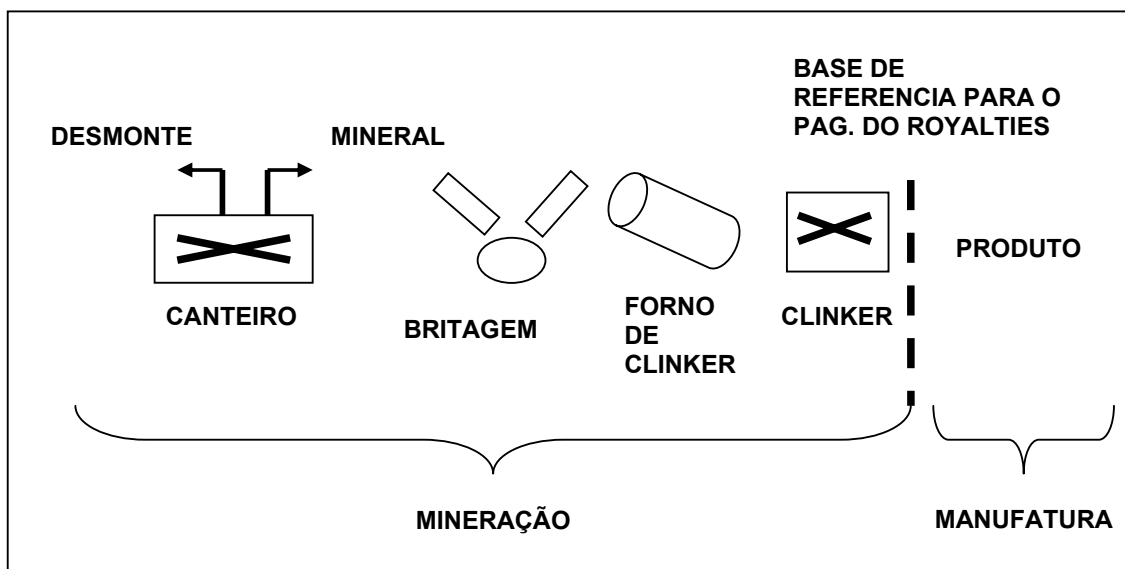 BASE DE
REFERENCIA PARA O
PAG. DO ROYALTIES
DESMONTE
MINERAL
CANTEIRO
BRITAGEM
FORNO
DE
CLINKER
CLINKER
PRODUTO
MINERAÇÃO
MANUFATURA